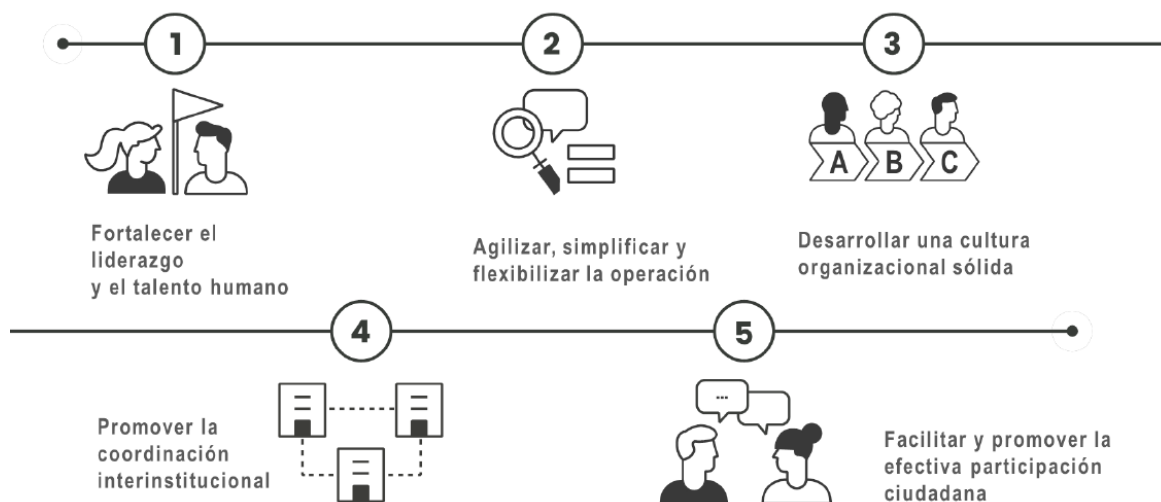 1
2
3
Fortalecer el
liderazgo
y el talento humano
Agilizar, simplificar y
flexibilizar la operación
A B C
Desarrollar una cultura
organizacional sólida
4
5
Promover la
coordinación
interinstitucional
...
Facilitar y promover la
efectiva participación
ciudadana